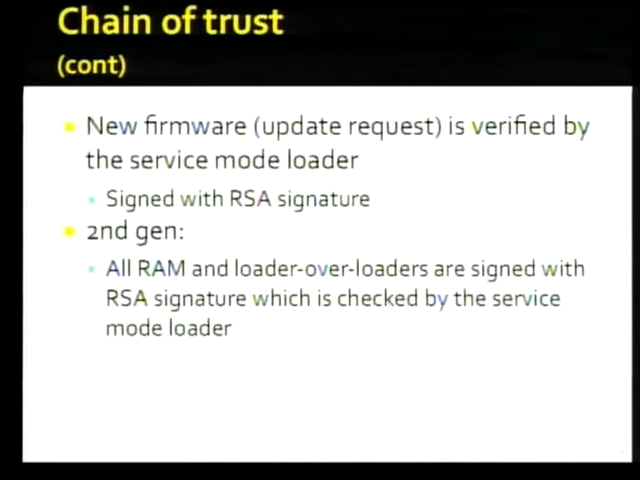 Chain of trust
(cont)
New firmware (update request) is verified by
the service mode loader
Signed with RSA signature
2nd gen:
All RAM and loader-over-loaders are signed with
RSA signature which is checked by the service
mode loader